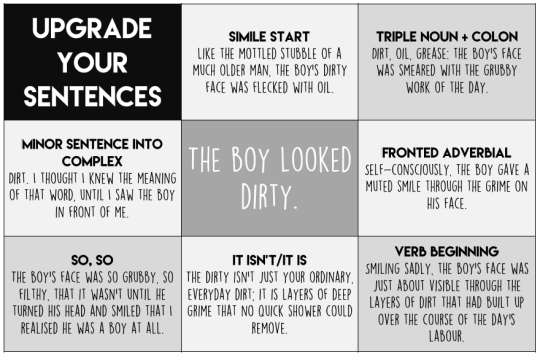 UPGRADE
YOUR
SENTENCES
SIMILE START
LIKE THE MOTTLED STUBBLE OF A
MUCH OLDER MAN, THE BOY'S DIRTY
FACE WAS FLECKED WITH OIL.
TRIPLE NOUN + COLON
DIRT, OIL, GREASE: THE BOY'S FACE
WAS SMEARED WITH THE GRUBBY
WORK OF THE DAY.
MINOR SENTENCE INTO
COMPLEX
DIRT. I THOUGHT I KNEW THE MEANING
OF THAT WORD, UNTIL I SAW THE BOY
IN FRONT OF ME.
THE BOY LOOKED
DIRTY.
FRONTED ADVERBIAL
SELF-CONSCIOUSLY, THE BOY GAVE A
MUTED SMILE THROUGH THE GRIME ON
HIS FACE.
SO, SO
THE BOY'S FACE WAS SO GRUBBY, SO
FILTHY, THAT IT WASN'T UNTIL HE
TURNED HIS HEAD AND SMILED THAT I
REALISED HE WAS A BOY AT ALL.
IT ISN'T/IT IS
THE DIRTY ISN'T JUST YOUR ORDINARY,
EVERYDAY DIRT; IT IS LAYERS OF DEEP
GRIME THAT NO QUICK SHOWER COULD
REMOVE.
VERB BEGINNING
SMILING SADLY, THE BOY'S FACE WAS
JUST ABOUT VISIBLE THROUGH THE
LAYERS OF DIRT THAT HAD BUILT UP
OVER THE COURSE OF THE DAY'S
LABOUR.